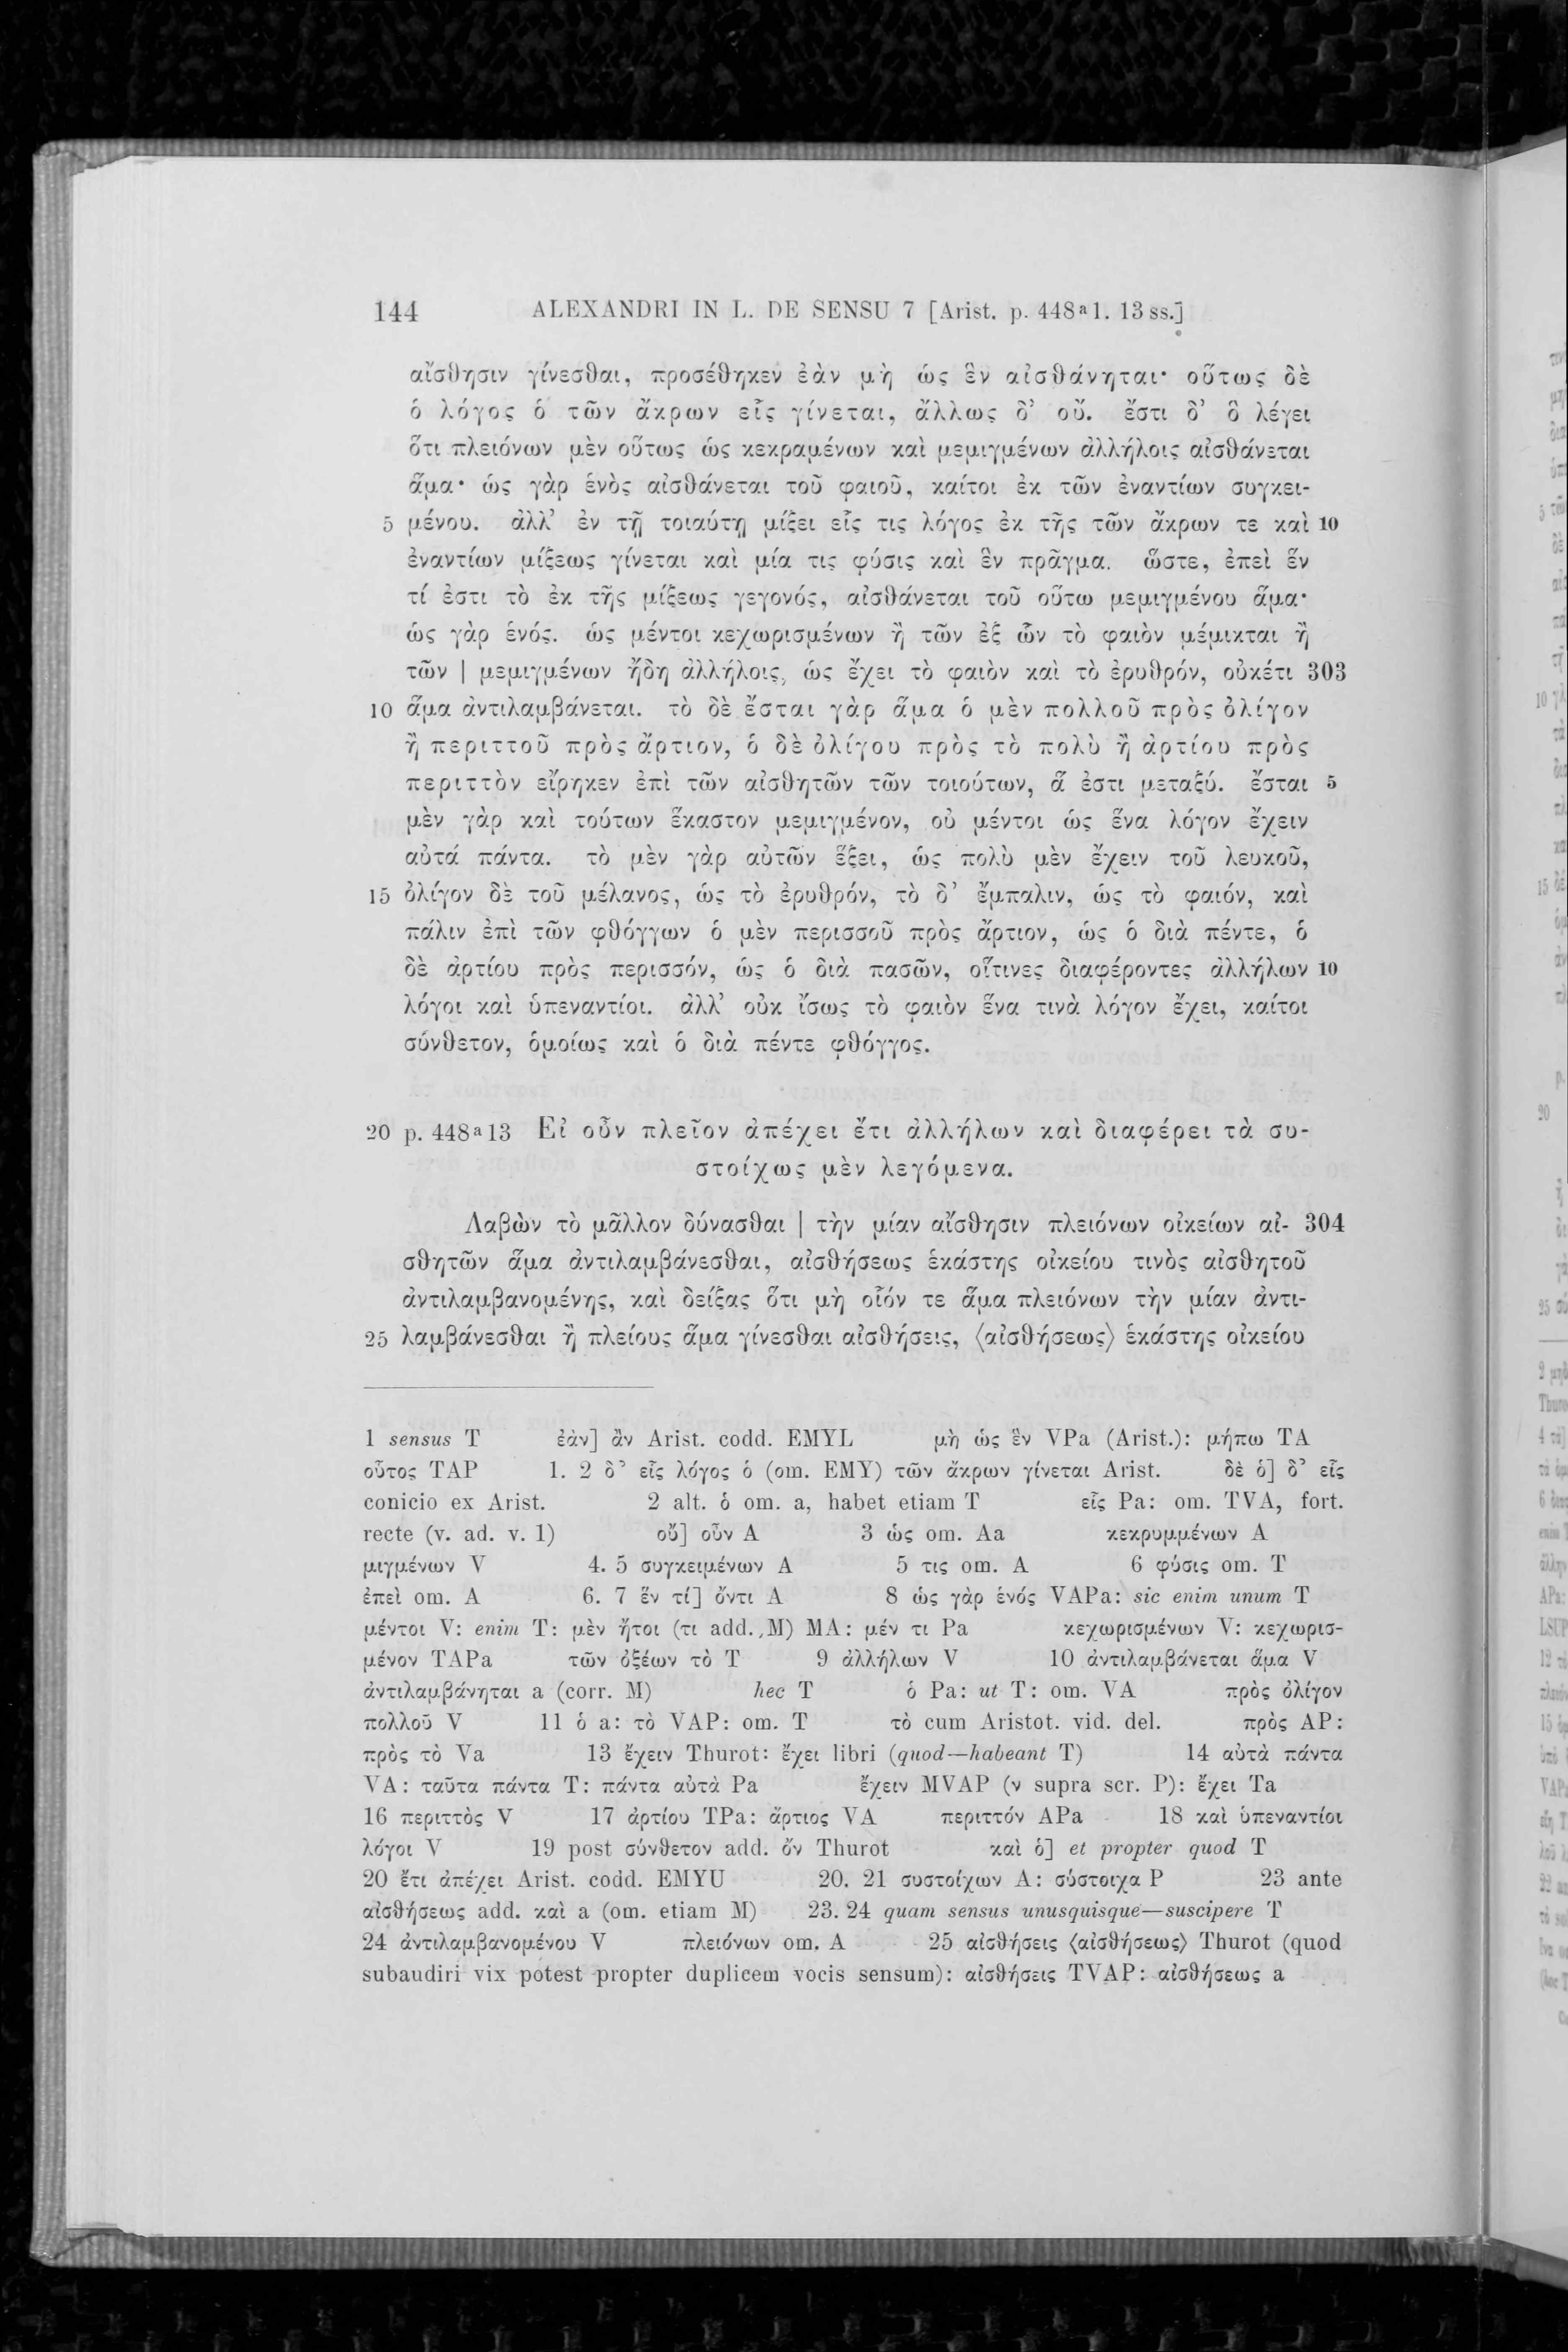 144 ALEXANDRI IN L. DE SENSU 7 [Arist. p. 448ᵃ1. 13 ss.]
αἴσθησιν γίνεσθαι, προσέθηκεν ἐὰν μὴ ὡς ἓν αἰσθάνηται· οὕτως δὲ
ὁ λόγος ὁ τῶν ἄκρων εἷς γίνεται, ἄλλως δ’ οὔ. ἔστι δ’ ὃ λέγει
ὅτι πλειόνων μὲν οὕτως ὡς κεκραμένων καὶ μεμιγμένων ἀλλήλοις αἰσθάνεται
ἅμα· ὡς γὰρ ἑνὸς αἰσθάνεται τοῦ φαιοῦ, καίτοι ἐκ τῶν ἐναντίων συγκει-
5 μένου. ἀλλ’ ἐν τῇ τοιαύτῃ μίξει εἷς τις λόγος ἐκ τῆς τῶν ἄκρων τε καὶ 10
ἐναντίων μίξεως γίνεται καὶ μία τις φύσις καὶ ἓν πρᾶγμα. ὥστε, ἐπεὶ ἕν
τί ἐστι τὸ ἐκ τῆς μίξεως γεγονός, αἰσθάνεται τοῦ οὕτω μεμιγμένου ἅμα·
ὡς γὰρ ἑνός. ὡς μέντοι κεχωρισμένων ἢ τῶν ἐξ ὧν τὸ φαιὸν μέμικται ἢ
τῶν | μεμιγμένων ἤδη ἀλλήλοις, ὡς ἔχει τὸ φαιὸν καὶ τὸ ἐρυθρόν, οὐκέτι 303
10 ἅμα ἀντιλαμβάνεται. τὸ δὲ ἔσται γὰρ ἅμα ὁ μὲν πολλοῦ πρὸς ὀλίγον
ἢ περιττοῦ πρὸς ἄρτιον, ὁ δὲ ὀλίγου πρὸς τὸ πολὺ ἢ ἀρτίου πρὸς
περιττὸν εἴρηκεν ἐπὶ τῶν αἰσθητῶν τῶν τοιούτων, ἅ ἐστι μεταξύ. ἔσται 5
μὲν γὰρ καὶ τούτων ἕκαστον μεμιγμένον, οὐ μέντοι ὡς ἕνα λόγον ἔχειν
αὐτά πάντα. τὸ μὲν γὰρ αὐτῶν ἕξει, ὡς πολὺ μὲν ἔχειν τοῦ λευκοῦ,
15 ὀλίγον δὲ τοῦ μέλανος, ὡς τὸ ἐρυθρόν, τὸ δ’ ἔμπαλιν, ὡς τὸ φαιόν, καὶ
πάλιν ἐπὶ τῶν φθόγγων ὁ μὲν περισσοῦ πρὸς ἄρτιον, ὡς ὁ διὰ πέντε, ὁ
δὲ ἀρτίου πρὸς περισσόν, ὡς ὁ διὰ πασῶν, οἵτινες διαφέροντες ἀλλήλων 10
λόγοι καὶ ὑπεναντίοι. ἀλλ’ οὐκ ἴσως τὸ φαιὸν ἕνα τινὰ λόγον ἔχει, καίτοι
σύνθετον, ὁμοίως καὶ ὁ διὰ πέντε φθόγγος.
20 p. 448ᵃ13 Εἰ οὖν πλεῖον ἀπέχει ἔτι ἀλλήλων καὶ διαφέρει τὰ συ-
στοίχως μὲν λεγόμενα.
Λαβὼν τὸ μᾶλλον δύνασθαι | τὴν μίαν αἴσθησιν πλειόνων οἰκείων αἰ- 304
σθητῶν ἅμα ἀντιλαμβάνεσθαι, αἰσθήσεως ἑκάστης οἰκείου τινὸς αἰσθητοῦ
ἀντιλαμβανομένης, καὶ δείξας ὅτι μὴ οἷόν τε ἅμα πλειόνων τὴν μίαν ἀντι-
25 λαμβάνεσθαι ἢ πλείους ἅμα γίνεσθαι αἰσθήσεις, ⟨αἰσθήσεως⟩ ἑκάστης οἰκείου
1 sensus T ἐὰν] ἂν Arist. codd. EMYL μὴ ὡς ἓν VPa (Arist.): μήπω TA
οὗτος TAP 1. 2 δ’ εἷς λόγος ὁ (om. EMY) τῶν ἄκρων γίνεται Arist. δὲ ὁ] δ’ εἷς
conicio ex Arist. 2 alt. ὁ om. a, habet etiam T εἷς Pa: om. TVA, fort.
recte (v. ad. v. 1) οὔ] οὖν A 3 ὡς om. Aa κεκρυμμένων A
μιγμένων V 4. 5 συγκειμένων A 5 τις om. A 6 φύσις om. T
ἐπεὶ om. A 6. 7 ἕν τί] ὄντι A 8 ὡς γὰρ ἑνός VAPa: sic enim unum T
μέντοι V: enim T: μὲν ἤτοι (τι add. M) MA: μέν τι Pa κεχωρισμένων V: κεχωρισ-
μένον TAPa τῶν ὀξέων τὸ T 9 ἀλλήλων V 10 ἀντιλαμβάνεται ἅμα V
ἀντιλαμβάνηται a (corr. M) hec T ὁ Pa: ut T: om. VA πρὸς ὀλίγον
πολλοῦ V 11 ὁ a: τὸ VAP: om. T τὸ cum Aristot. vid. del. πρὸς AP:
πρὸς τὸ Va 13 ἔχειν Thurot: ἔχει libri (quod—habeant T) 14 αὐτὰ πάντα
VA: ταῦτα πάντα T: πάντα αὐτὰ Pa ἔχειν MVAP (ν supra scr. P): ἔχει Ta
16 περιττὸς V 17 ἀρτίου TPa: ἄρτιος VA περιττόν APa 18 καὶ ὑπεναντίοι
λόγοι V 19 post σύνθετον add. ὄν Thurot καὶ ὁ] et propter quod T
20 ἔτι ἀπέχει Arist. codd. EMYU 20. 21 συστοίχων A: σύστοιχα P 23 ante
αἰσθήσεως add. καὶ a (om. etiam M) 23. 24 quam sensus unusquisque—suscipere T
24 ἀντιλαμβανομένου V πλειόνων om. A 25 αἰσθήσεις ⟨αἰσθήσεως⟩ Thurot (quod
subaudiri vix potest propter duplicem vocis sensum): αἰσθήσεις TVAP: αἰσθήσεως a